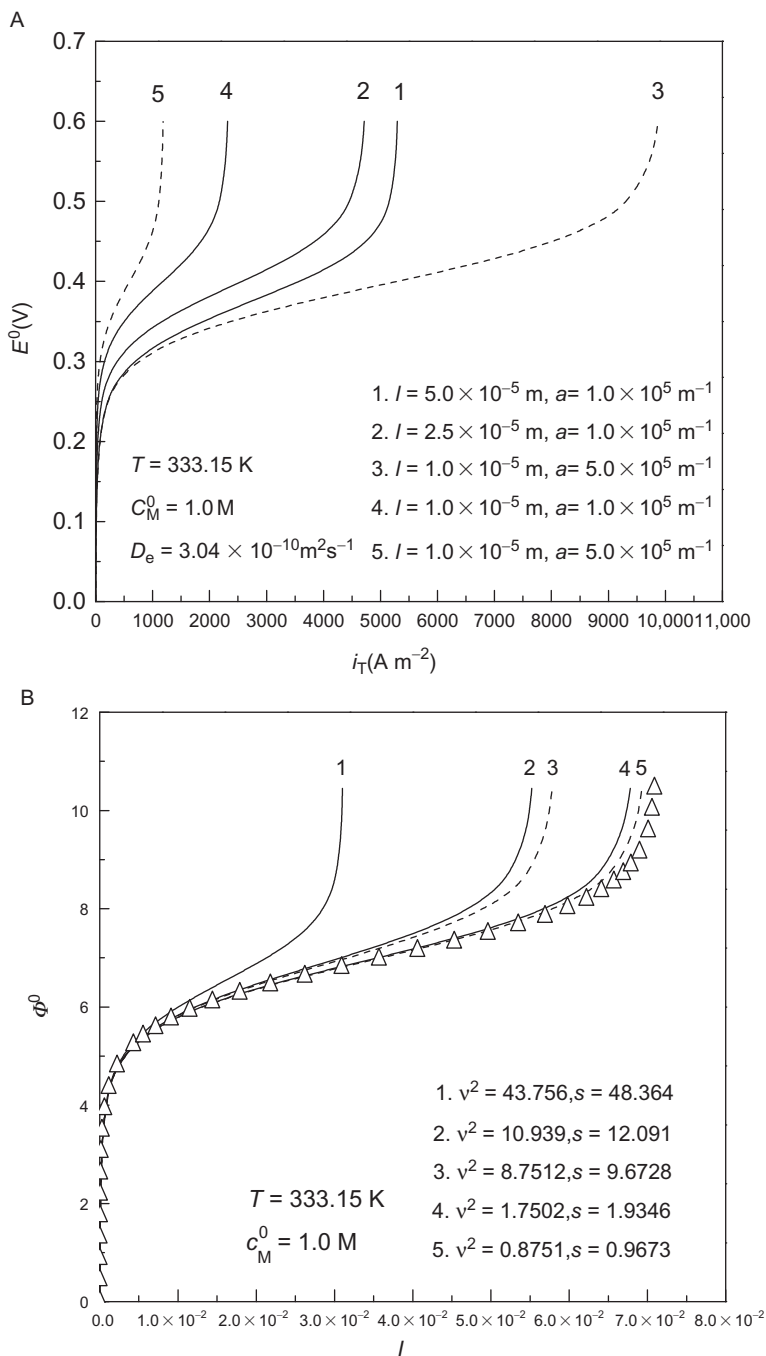 A
0.7
0.6
0.5
0.4
0.3
0.2
0.1
0.0
E⁰(V)
5 4 2 1 3
1. l = 5.0 × 10⁻⁵ m, a= 1.0 × 10⁵ m⁻¹
2. l = 2.5 × 10⁻⁵ m, a= 1.0 × 10⁵ m⁻¹
3. l = 1.0 × 10⁻⁵ m, a= 5.0 × 10⁵ m⁻¹
4. l = 1.0 × 10⁻⁵ m, a= 1.0 × 10⁵ m⁻¹
5. l = 1.0 × 10⁻⁵ m, a= 5.0 × 10⁵ m⁻¹
T = 333.15 K
C⁰_M = 1.0 M
D_e = 3.04 × 10⁻¹⁰m²s⁻¹
0 1000 2000 3000 4000 5000 6000 7000 8000 9000 10,000 11,000
i_T(A m⁻²)
B
12
10
8
6
4
2
0
Φ⁰
1 2 3 4 5
1. ν² = 43.756,s = 48.364
2. ν² = 10.939,s = 12.091
3. ν² = 8.7512,s = 9.6728
4. ν² = 1.7502,s = 1.9346
5. ν² = 0.8751,s = 0.9673
T = 333.15 K
c⁰_M = 1.0 M
0.0 1.0 × 10⁻² 2.0 × 10⁻² 3.0 × 10⁻² 4.0 × 10⁻² 5.0 × 10⁻² 6.0 × 10⁻² 7.0 × 10⁻² 8.0 × 10⁻²
I